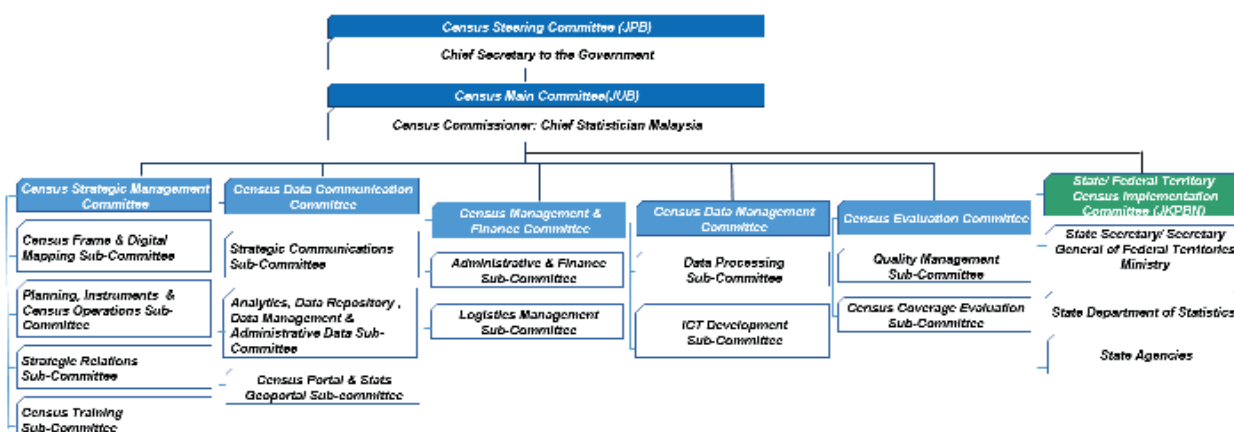 Census Steering Committee (JPB)
Chief Secretary to the Government
Census Main Committee(JUB)
Census Commissioner: Chief Statistician Malaysia
Census Strategic Management
Committee
Census Frame & Digital
Mapping Sub-Committee
Planning, Instruments &
Census Operations Sub-
Committee
Strategic Relations
Sub-Committee
Census Training
Sub-Committee
Census Data Communication
Committee
Strategic Communications
Sub-Committee
Analytics, Data Repository ,
Data Management &
Administrative Data Sub-
Committee
Census Portal & Stats
Geoportal Sub-committee
Census Management &
Finance Committee
Administrative & Finance
Sub-Committee
Logistics Management
Sub-Committee
Census Data Management
Committee
Data Processing
Sub-Committee
ICT Development
Sub-Committee
Census Evaluation Committee
Quality Management
Sub-Committee
Census Coverage Evaluation
Sub-Committee
State/ Federal Territory
Census Implementation
Committee (JKPBN)
State Secretary/ Secretary
General of Federal Territories
Ministry
State Department of Statistics
State Agencies